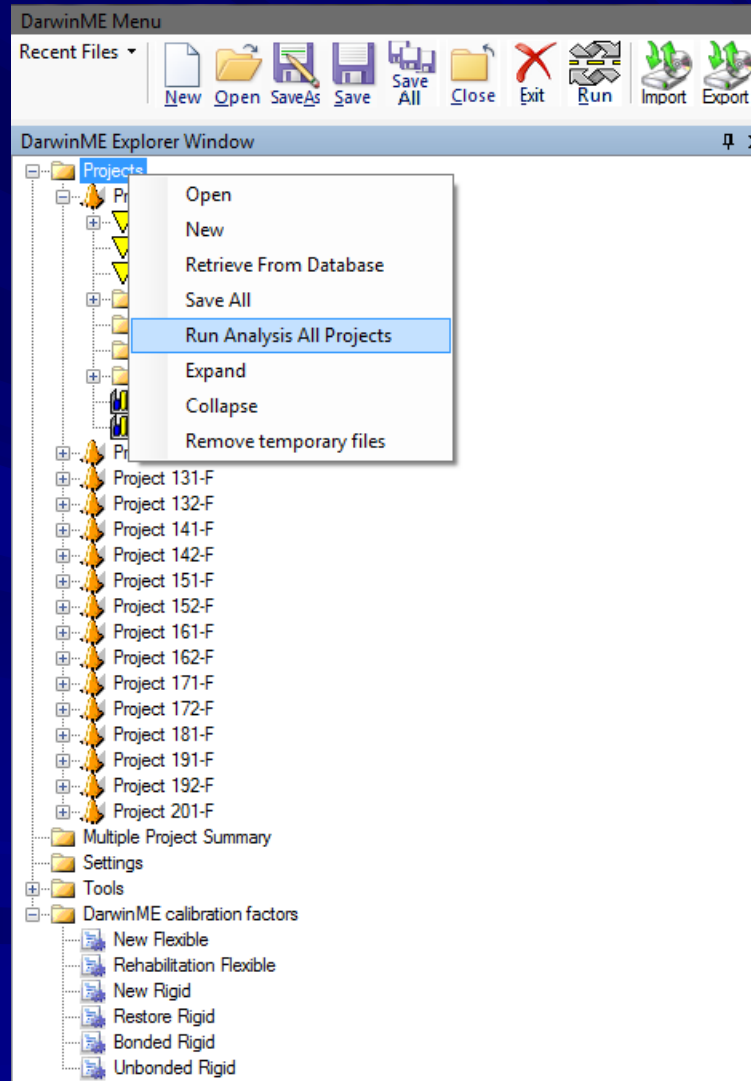 DarwinME Menu
Recent Files
New Open SaveAs Save Save All Close Exit Run Import Export
DarwinME Explorer Window
Projects
Pr
Open
New
Retrieve From Database
Save All
Run Analysis All Projects
Expand
Collapse
Remove temporary files
Pr
Project 131-F
Project 132-F
Project 141-F
Project 142-F
Project 151-F
Project 152-F
Project 161-F
Project 162-F
Project 171-F
Project 172-F
Project 181-F
Project 191-F
Project 192-F
Project 201-F
Multiple Project Summary
Settings
Tools
DarwinME calibration factors
New Flexible
Rehabilitation Flexible
New Rigid
Restore Rigid
Bonded Rigid
Unbonded Rigid